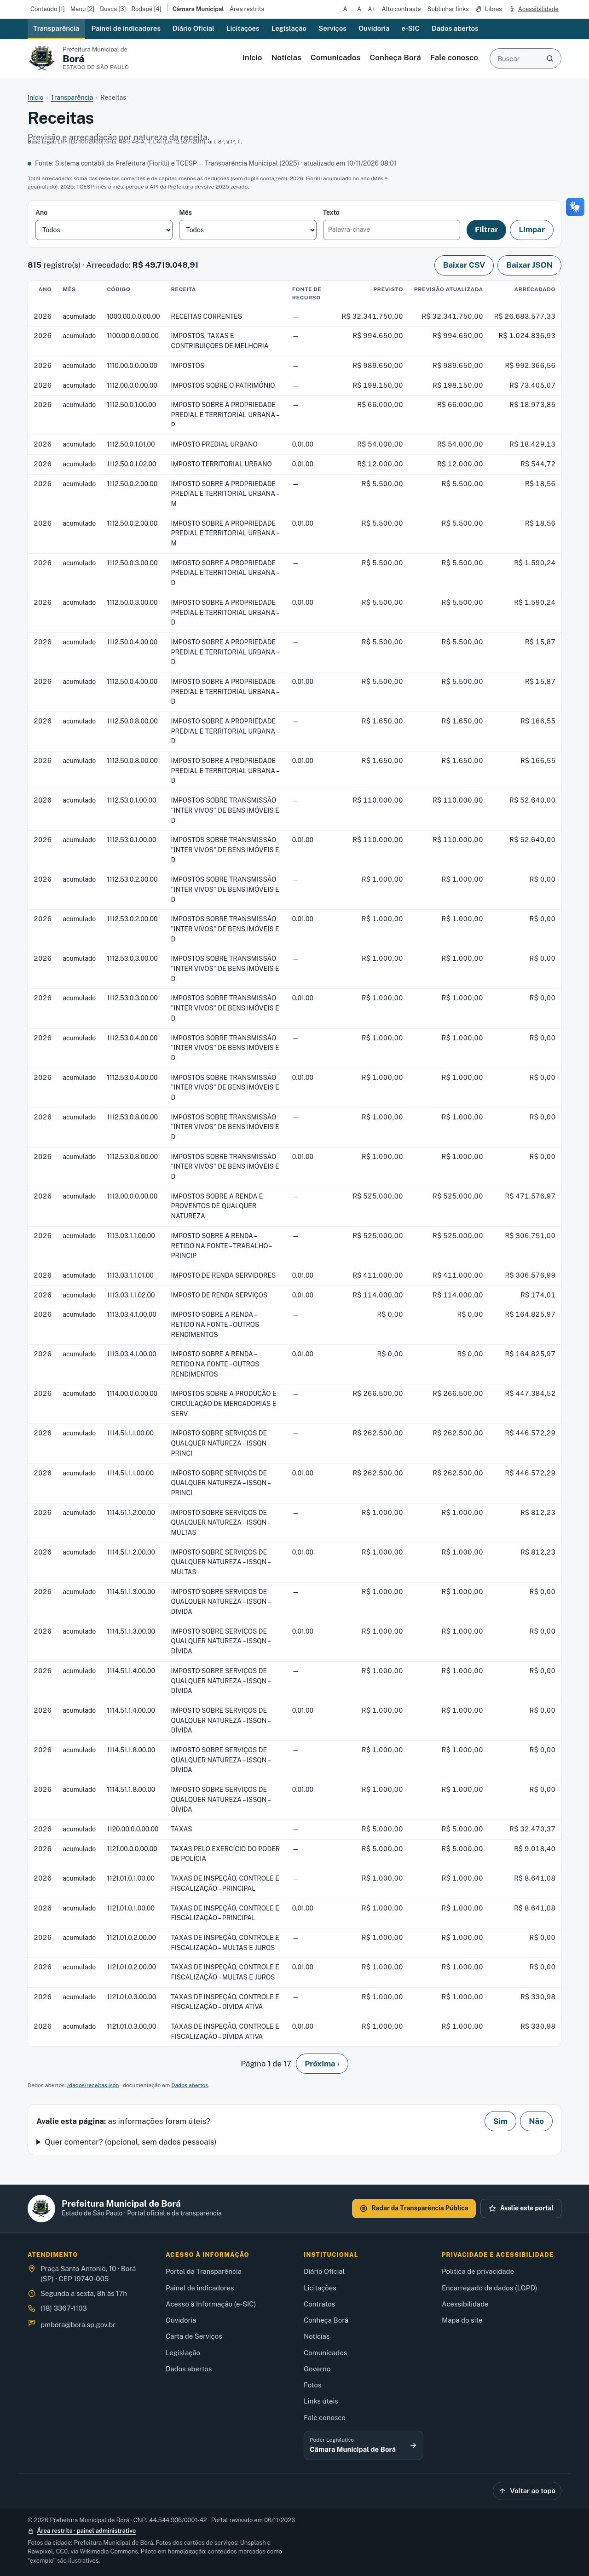 Conteúdo [1] Menu [2] Busca [3] Rodapé [4] Câmara Municipal Área restrita A− A A+ Alto contraste Sublinhar links Libras Acessibilidade
Transparência Painel de indicadores Diário Oficial Licitações Legislação Serviços Ouvidoria e-SIC Dados abertos
Prefeitura Municipal de
Borá
ESTADO DE SÃO PAULO
Início Notícias Comunicados Conheça Borá Fale conosco Buscar
Início › Transparência › Receitas
Receitas
Previsão e arrecadação por natureza da receita.
Fonte: Sistema contábil da Prefeitura (Fiorilli) e TCESP — Transparência Municipal (2025) · atualizado em 10/11/2026 08:01
Total arrecadado: soma das receitas correntes e de capital, menos as deduções (sem dupla contagem). 2026: Fiorilli acumulado no ano (Mês =
acumulado). 2025: TCESP, mês a mês, porque a API da Prefeitura devolve 2025 zerado.
Ano Mês Texto
Todos Todos Palavra-chave Filtrar Limpar
815 registro(s) · Arrecadado: R$ 49.719.048,91 Baixar CSV Baixar JSON
ANO MÊS CÓDIGO RECEITA FONTE DE RECURSO PREVISTO PREVISÃO ATUALIZADA ARRECADADO
2026 acumulado 1000.00.0.0.00.00 RECEITAS CORRENTES — R$ 32.341.750,00 R$ 32.341.750,00 R$ 26.683.577,33
2026 acumulado 1100.00.0.0.00.00 IMPOSTOS, TAXAS E CONTRIBUIÇÕES DE MELHORIA — R$ 994.650,00 R$ 994.650,00 R$ 1.024.836,93
2026 acumulado 1110.00.0.0.00.00 IMPOSTOS — R$ 989.650,00 R$ 989.650,00 R$ 992.366,56
2026 acumulado 1112.00.0.0.00.00 IMPOSTOS SOBRE O PATRIMÔNIO — R$ 198.150,00 R$ 198.150,00 R$ 73.405,07
2026 acumulado 1112.50.0.1.00.00 IMPOSTO SOBRE A PROPRIEDADE PREDIAL E TERRITORIAL URBANA – P — R$ 66.000,00 R$ 66.000,00 R$ 18.973,85
2026 acumulado 1112.50.0.1.01.00 IMPOSTO PREDIAL URBANO 0.01.00 R$ 54.000,00 R$ 54.000,00 R$ 18.429,13
2026 acumulado 1112.50.0.1.02.00 IMPOSTO TERRITORIAL URBANO 0.01.00 R$ 12.000,00 R$ 12.000,00 R$ 544,72
2026 acumulado 1112.50.0.2.00.00 IMPOSTO SOBRE A PROPRIEDADE PREDIAL E TERRITORIAL URBANA – M — R$ 5.500,00 R$ 5.500,00 R$ 18,56
2026 acumulado 1112.50.0.2.00.00 IMPOSTO SOBRE A PROPRIEDADE PREDIAL E TERRITORIAL URBANA – M 0.01.00 R$ 5.500,00 R$ 5.500,00 R$ 18,56
2026 acumulado 1112.50.0.3.00.00 IMPOSTO SOBRE A PROPRIEDADE PREDIAL E TERRITORIAL URBANA – D — R$ 5.500,00 R$ 5.500,00 R$ 1.590,24
2026 acumulado 1112.50.0.3.00.00 IMPOSTO SOBRE A PROPRIEDADE PREDIAL E TERRITORIAL URBANA – D 0.01.00 R$ 5.500,00 R$ 5.500,00 R$ 1.590,24
2026 acumulado 1112.50.0.4.00.00 IMPOSTO SOBRE A PROPRIEDADE PREDIAL E TERRITORIAL URBANA – D — R$ 5.500,00 R$ 5.500,00 R$ 15,87
2026 acumulado 1112.50.0.4.00.00 IMPOSTO SOBRE A PROPRIEDADE PREDIAL E TERRITORIAL URBANA – D 0.01.00 R$ 5.500,00 R$ 5.500,00 R$ 15,87
2026 acumulado 1112.50.0.8.00.00 IMPOSTO SOBRE A PROPRIEDADE PREDIAL E TERRITORIAL URBANA – D — R$ 1.650,00 R$ 1.650,00 R$ 166,55
2026 acumulado 1112.50.0.8.00.00 IMPOSTO SOBRE A PROPRIEDADE PREDIAL E TERRITORIAL URBANA – D 0.01.00 R$ 1.650,00 R$ 1.650,00 R$ 166,55
2026 acumulado 1112.53.0.1.00.00 IMPOSTOS SOBRE TRANSMISSÃO "INTER VIVOS" DE BENS IMÓVEIS E D — R$ 110.000,00 R$ 110.000,00 R$ 52.640,00
2026 acumulado 1112.53.0.1.00.00 IMPOSTOS SOBRE TRANSMISSÃO "INTER VIVOS" DE BENS IMÓVEIS E D 0.01.00 R$ 110.000,00 R$ 110.000,00 R$ 52.640,00
2026 acumulado 1112.53.0.2.00.00 IMPOSTOS SOBRE TRANSMISSÃO "INTER VIVOS" DE BENS IMÓVEIS E D — R$ 1.000,00 R$ 1.000,00 R$ 0,00
2026 acumulado 1112.53.0.2.00.00 IMPOSTOS SOBRE TRANSMISSÃO "INTER VIVOS" DE BENS IMÓVEIS E D 0.01.00 R$ 1.000,00 R$ 1.000,00 R$ 0,00
2026 acumulado 1112.53.0.3.00.00 IMPOSTOS SOBRE TRANSMISSÃO "INTER VIVOS" DE BENS IMÓVEIS E D — R$ 1.000,00 R$ 1.000,00 R$ 0,00
2026 acumulado 1112.53.0.3.00.00 IMPOSTOS SOBRE TRANSMISSÃO "INTER VIVOS" DE BENS IMÓVEIS E D 0.01.00 R$ 1.000,00 R$ 1.000,00 R$ 0,00
2026 acumulado 1112.53.0.4.00.00 IMPOSTOS SOBRE TRANSMISSÃO "INTER VIVOS" DE BENS IMÓVEIS E D — R$ 1.000,00 R$ 1.000,00 R$ 0,00
2026 acumulado 1112.53.0.4.00.00 IMPOSTOS SOBRE TRANSMISSÃO "INTER VIVOS" DE BENS IMÓVEIS E D 0.01.00 R$ 1.000,00 R$ 1.000,00 R$ 0,00
2026 acumulado 1112.53.0.8.00.00 IMPOSTOS SOBRE TRANSMISSÃO "INTER VIVOS" DE BENS IMÓVEIS E D — R$ 1.000,00 R$ 1.000,00 R$ 0,00
2026 acumulado 1112.53.0.8.00.00 IMPOSTOS SOBRE TRANSMISSÃO "INTER VIVOS" DE BENS IMÓVEIS E D 0.01.00 R$ 1.000,00 R$ 1.000,00 R$ 0,00
2026 acumulado 1113.00.0.0.00.00 IMPOSTOS SOBRE A RENDA E PROVENTOS DE QUALQUER NATUREZA — R$ 525.000,00 R$ 525.000,00 R$ 471.576,97
2026 acumulado 1113.03.1.1.00.00 IMPOSTO SOBRE A RENDA – RETIDO NA FONTE – TRABALHO – PRINCIP — R$ 525.000,00 R$ 525.000,00 R$ 306.751,00
2026 acumulado 1113.03.1.1.01.00 IMPOSTO DE RENDA SERVIDORES 0.01.00 R$ 411.000,00 R$ 411.000,00 R$ 306.576,99
2026 acumulado 1113.03.1.1.02.00 IMPOSTO DE RENDA SERVIÇOS 0.01.00 R$ 114.000,00 R$ 114.000,00 R$ 174,01
2026 acumulado 1113.03.4.1.00.00 IMPOSTO SOBRE A RENDA – RETIDO NA FONTE – OUTROS RENDIMENTOS — R$ 0,00 R$ 0,00 R$ 164.825,97
2026 acumulado 1113.03.4.1.00.00 IMPOSTO SOBRE A RENDA – RETIDO NA FONTE – OUTROS RENDIMENTOS 0.01.00 R$ 0,00 R$ 0,00 R$ 164.825,97
2026 acumulado 1114.00.0.0.00.00 IMPOSTOS SOBRE A PRODUÇÃO E CIRCULAÇÃO DE MERCADORIAS E SERV — R$ 266.500,00 R$ 266.500,00 R$ 447.384,52
2026 acumulado 1114.51.1.1.00.00 IMPOSTO SOBRE SERVIÇOS DE QUALQUER NATUREZA – ISSQN – PRINCI — R$ 262.500,00 R$ 262.500,00 R$ 446.572,29
2026 acumulado 1114.51.1.1.00.00 IMPOSTO SOBRE SERVIÇOS DE QUALQUER NATUREZA – ISSQN – PRINCI 0.01.00 R$ 262.500,00 R$ 262.500,00 R$ 446.572,29
2026 acumulado 1114.51.1.2.00.00 IMPOSTO SOBRE SERVIÇOS DE QUALQUER NATUREZA – ISSQN – MULTAS — R$ 1.000,00 R$ 1.000,00 R$ 812,23
2026 acumulado 1114.51.1.2.00.00 IMPOSTO SOBRE SERVIÇOS DE QUALQUER NATUREZA – ISSQN – MULTAS 0.01.00 R$ 1.000,00 R$ 1.000,00 R$ 812,23
2026 acumulado 1114.51.1.3.00.00 IMPOSTO SOBRE SERVIÇOS DE QUALQUER NATUREZA – ISSQN – DÍVIDA — R$ 1.000,00 R$ 1.000,00 R$ 0,00
2026 acumulado 1114.51.1.3.00.00 IMPOSTO SOBRE SERVIÇOS DE QUALQUER NATUREZA – ISSQN – DÍVIDA 0.01.00 R$ 1.000,00 R$ 1.000,00 R$ 0,00
2026 acumulado 1114.51.1.4.00.00 IMPOSTO SOBRE SERVIÇOS DE QUALQUER NATUREZA – ISSQN – DÍVIDA — R$ 1.000,00 R$ 1.000,00 R$ 0,00
2026 acumulado 1114.51.1.4.00.00 IMPOSTO SOBRE SERVIÇOS DE QUALQUER NATUREZA – ISSQN – DÍVIDA 0.01.00 R$ 1.000,00 R$ 1.000,00 R$ 0,00
2026 acumulado 1114.51.1.8.00.00 IMPOSTO SOBRE SERVIÇOS DE QUALQUER NATUREZA – ISSQN – DÍVIDA — R$ 1.000,00 R$ 1.000,00 R$ 0,00
2026 acumulado 1114.51.1.8.00.00 IMPOSTO SOBRE SERVIÇOS DE QUALQUER NATUREZA – ISSQN – DÍVIDA 0.01.00 R$ 1.000,00 R$ 1.000,00 R$ 0,00
2026 acumulado 1120.00.0.0.00.00 TAXAS — R$ 5.000,00 R$ 5.000,00 R$ 32.470,37
2026 acumulado 1121.00.0.0.00.00 TAXAS PELO EXERCÍCIO DO PODER DE POLÍCIA — R$ 5.000,00 R$ 5.000,00 R$ 9.018,40
2026 acumulado 1121.01.0.1.00.00 TAXAS DE INSPEÇÃO, CONTROLE E FISCALIZAÇÃO – PRINCIPAL — R$ 1.000,00 R$ 1.000,00 R$ 8.641,08
2026 acumulado 1121.01.0.1.00.00 TAXAS DE INSPEÇÃO, CONTROLE E FISCALIZAÇÃO – PRINCIPAL 0.01.00 R$ 1.000,00 R$ 1.000,00 R$ 8.641,08
2026 acumulado 1121.01.0.2.00.00 TAXAS DE INSPEÇÃO, CONTROLE E FISCALIZAÇÃO – MULTAS E JUROS — R$ 1.000,00 R$ 1.000,00 R$ 0,00
2026 acumulado 1121.01.0.2.00.00 TAXAS DE INSPEÇÃO, CONTROLE E FISCALIZAÇÃO – MULTAS E JUROS 0.01.00 R$ 1.000,00 R$ 1.000,00 R$ 0,00
2026 acumulado 1121.01.0.3.00.00 TAXAS DE INSPEÇÃO, CONTROLE E FISCALIZAÇÃO – DÍVIDA ATIVA — R$ 1.000,00 R$ 1.000,00 R$ 330,98
2026 acumulado 1121.01.0.3.00.00 TAXAS DE INSPEÇÃO, CONTROLE E FISCALIZAÇÃO – DÍVIDA ATIVA 0.01.00 R$ 1.000,00 R$ 1.000,00 R$ 330,98
Página 1 de 17 Próxima ›
Dados abertos: /dados/receitas.json · documentação em Dados abertos.
Avalie esta página: as informações foram úteis? Sim Não
Quer comentar? (opcional, sem dados pessoais)
Prefeitura Municipal de Borá
Estado de São Paulo · Portal oficial e da transparência
Radar da Transparência Pública Avalie este portal
ATENDIMENTO
Praça Santo Antonio, 10 · Borá
(SP) · CEP 19740-005
Segunda a sexta, 8h às 17h
(18) 3367-1103
pmbora@bora.sp.gov.br
ACESSO À INFORMAÇÃO
Portal da Transparência
Painel de indicadores
Acesso à Informação (e-SIC)
Ouvidoria
Carta de Serviços
Legislação
Dados abertos
INSTITUCIONAL
Diário Oficial
Licitações
Contratos
Conheça Borá
Notícias
Comunicados
Governo
Fotos
Links úteis
Fale conosco
Poder Legislativo
Câmara Municipal de Borá
PRIVACIDADE E ACESSIBILIDADE
Política de privacidade
Encarregado de dados (LGPD)
Acessibilidade
Mapa do site
Voltar ao topo
© 2026 Prefeitura Municipal de Borá · CNPJ 44.544.906/0001-42 · Portal revisado em 06/11/2026
Área restrita · painel administrativo
Fotos da cidade: Prefeitura Municipal de Borá. Fotos dos cartões de serviços: Unsplash e
Rawpixel, CC0, via Wikimedia Commons. Piloto em homologação: conteúdos marcados como
"exemplo" são ilustrativos.